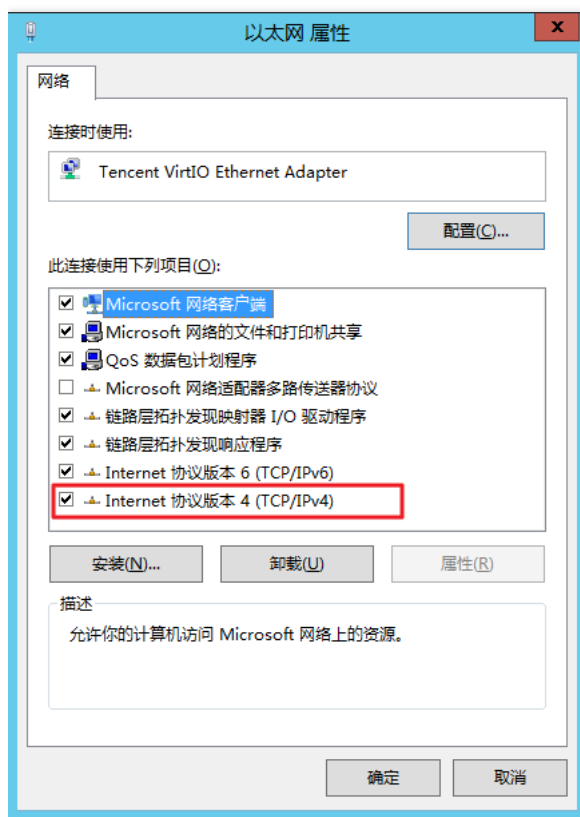 以太网 属性
x
网络
连接时使用:
Tencent VirtIO Ethernet Adapter
配置(C)...
此连接使用下列项目(O):
Microsoft 网络客户端
Microsoft 网络的文件和打印机共享
QoS 数据包计划程序
Microsoft 网络适配器多路传送器协议
链路层拓扑发现映射器 I/O 驱动程序
链路层拓扑发现响应程序
Internet 协议版本 6 (TCP/IPv6)
Internet 协议版本 4 (TCP/IPv4)
安装(N)... 卸载(U) 属性(R)
描述
允许你的计算机访问 Microsoft 网络上的资源。
确定 取消